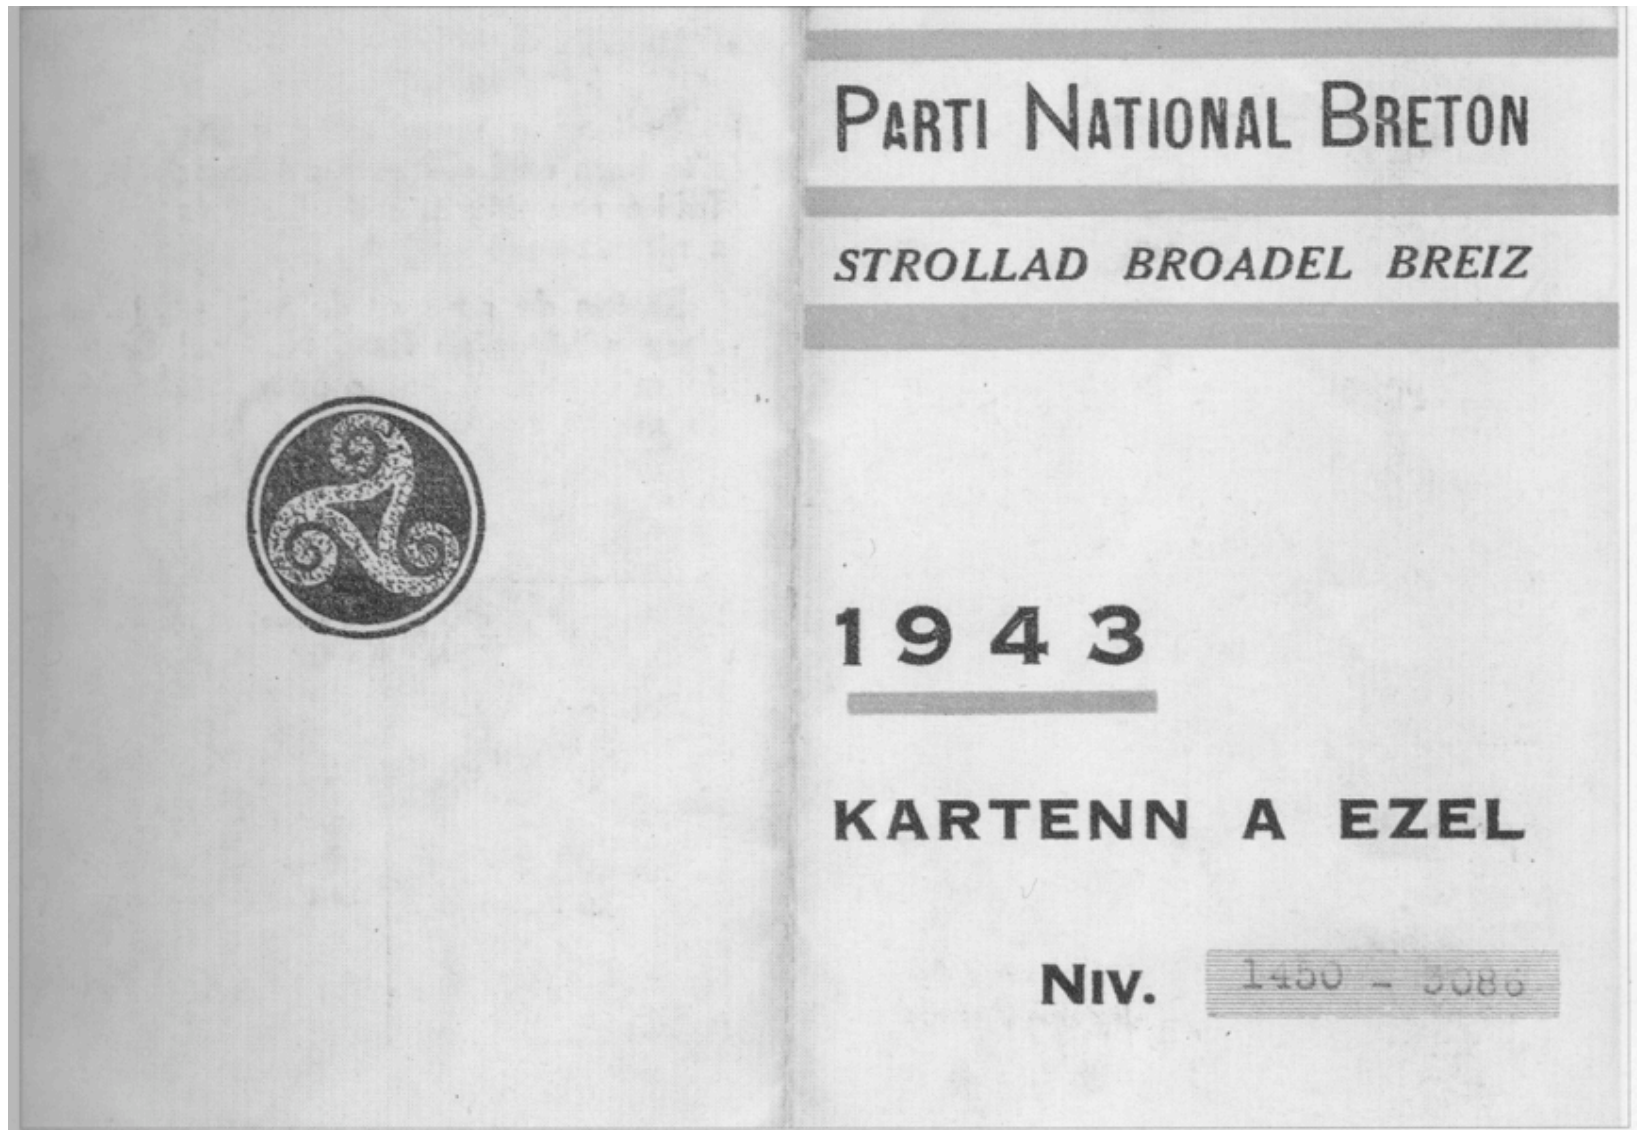 PARTI NATIONAL BRETON
STROLLAD BROADEL BREIZ
1943
KARTENN A EZEL
NIV. 1450 - 3086